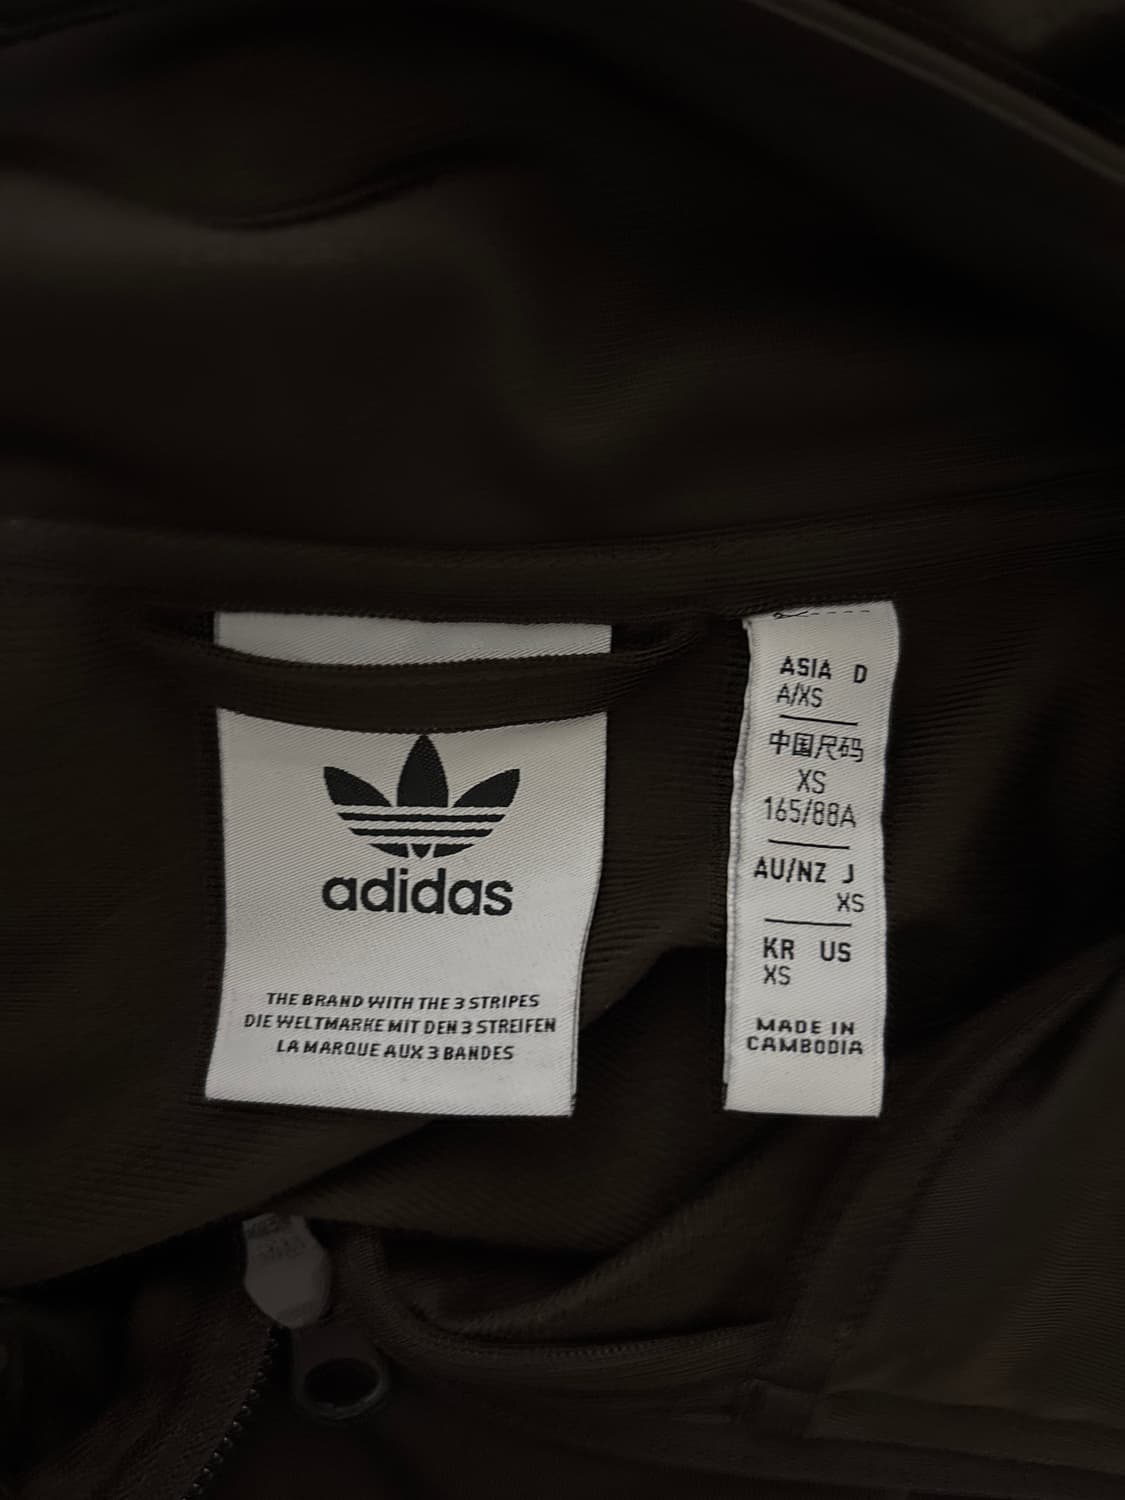 adidas
THE BRAND WITH THE 3 STRIPES
DIE WELTMARKE MIT DEN 3 STREIFEN
LA MARQUE AUX 3 BANDES
ASIA D
A/XS
中国尺码
XS
165/88A
AU/NZ J
XS
KR US
XS
MADE IN
CAMBODIA